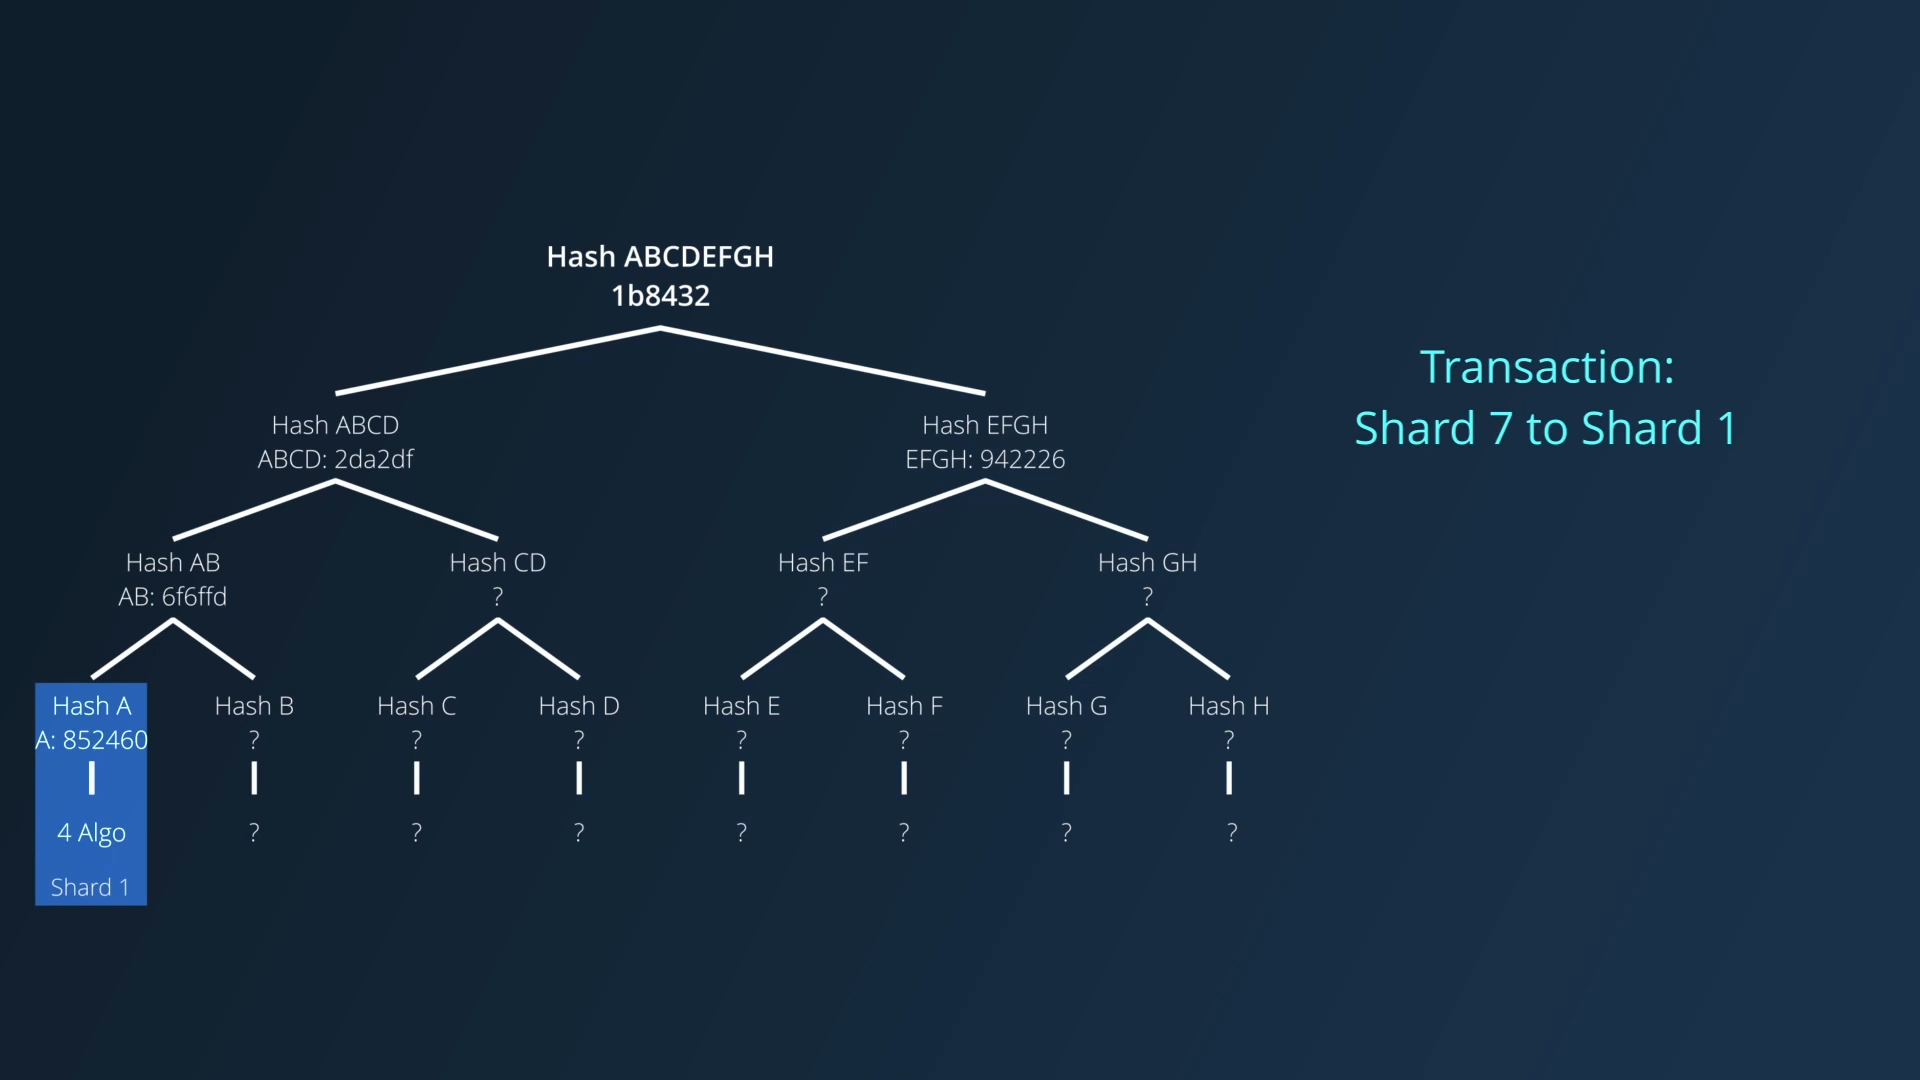 Hash ABCDEFGH
1b8432
Transaction:
Shard 7 to Shard 1
Hash ABCD
ABCD: 2da2df
Hash EFGH
EFGH: 942226
Hash AB
AB: 6f6ffd
Hash CD
?
Hash EF
?
Hash GH
?
Hash A
A: 852460
4 Algo
Shard 1
Hash B
?
?
Hash C
?
?
Hash D
?
?
Hash E
?
?
Hash F
?
?
Hash G
?
?
Hash H
?
?